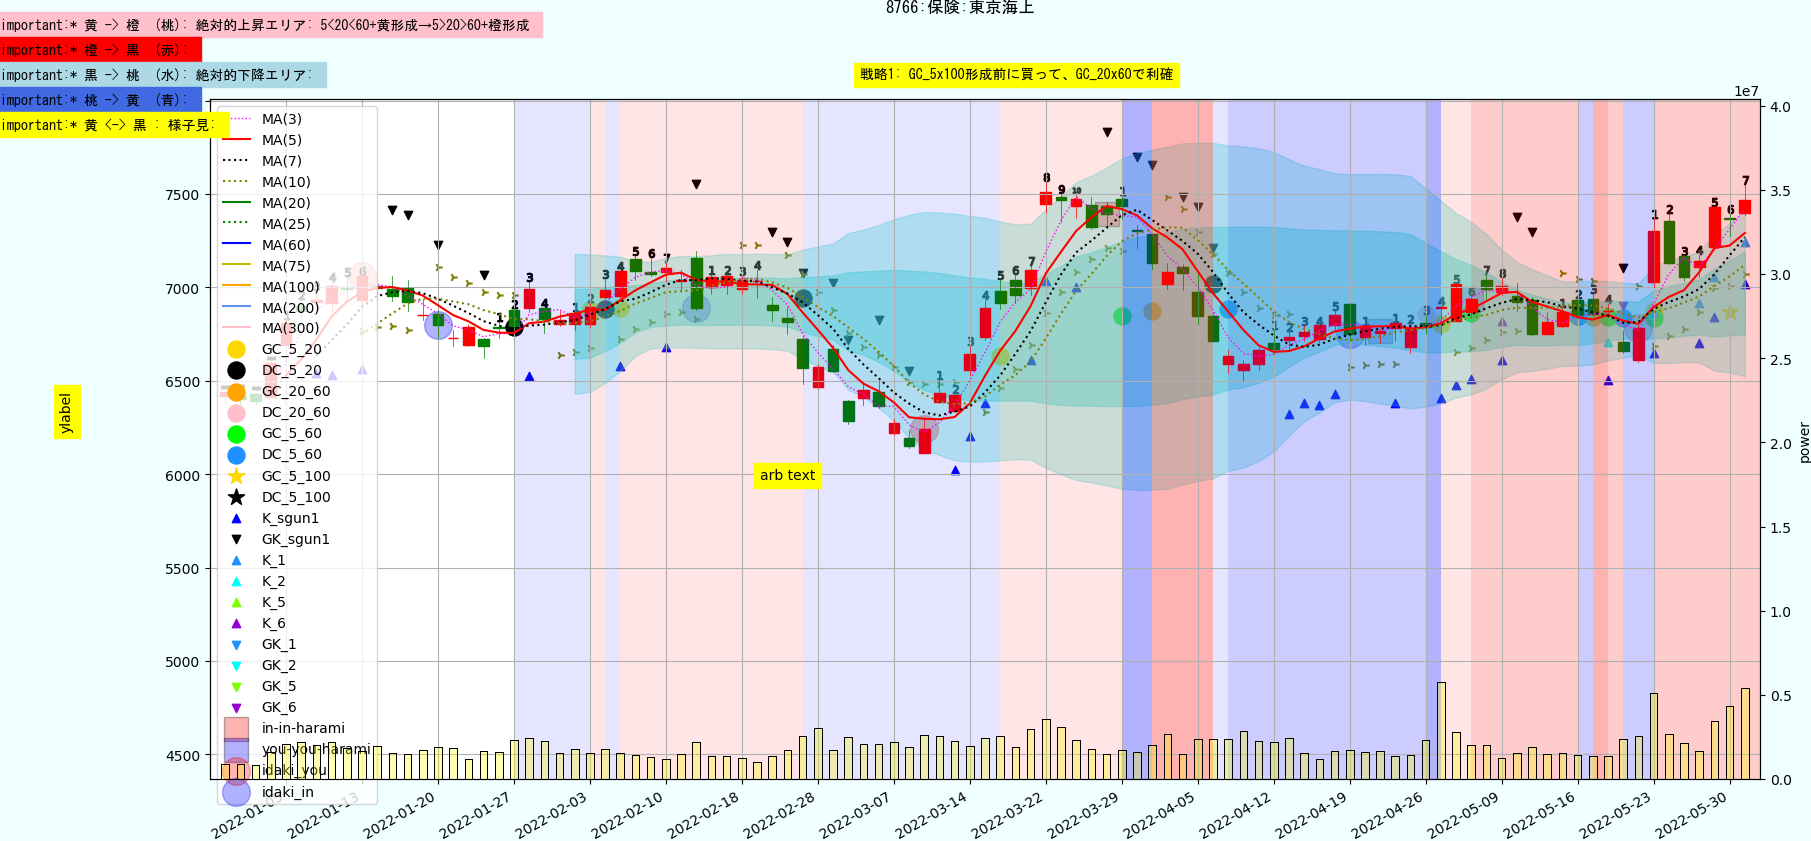 8766:保険:東京海上
important:* 黄 -> 橙 (桃): 絶対的上昇エリア: 5<20<60+黄形成→5>20>60+橙形成
important:* 橙 -> 黒 (赤):
important:* 黒 -> 桃 (水): 絶対的下降エリア:
important:* 桃 -> 黄 (青):
important:* 黄 <-> 黒 : 様子見:
戦略1: GC_5x100形成前に買って、GC_20x60で利確
1e7
MA(3)
MA(5)
MA(7)
MA(10)
MA(20)
MA(25)
MA(60)
MA(75)
MA(100)
MA(200)
MA(300)
GC_5_20
DC_5_20
GC_20_60
DC_20_60
GC_5_60
DC_5_60
GC_5_100
DC_5_100
K_sgun1
GK_sgun1
K_1
K_2
K_5
K_6
GK_1
GK_2
GK_5
GK_6
in-in-harami
you-you-harami
idaki_you
idaki_in
7500
7000
6500
6000
5500
5000
4500
ylabel
arb text
4.0
3.5
3.0
2.5
2.0
1.5
1.0
0.5
0.0
power
2022-01-05
2022-01-13
2022-01-20
2022-01-27
2022-02-03
2022-02-10
2022-02-18
2022-02-28
2022-03-07
2022-03-14
2022-03-22
2022-03-29
2022-04-05
2022-04-12
2022-04-19
2022-04-26
2022-05-09
2022-05-16
2022-05-23
2022-05-30